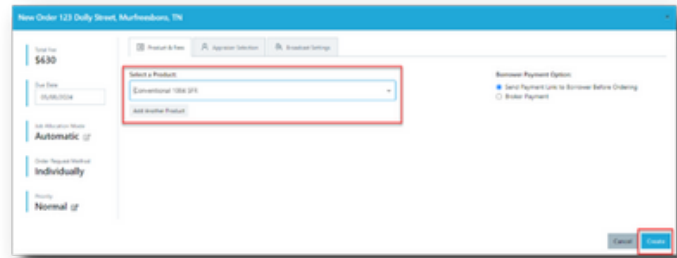 New Order 123 Dolly Street, Murfreesboro, TN
Total Fee
$630
Due Date
05/08/2024
Job Allocation Mode
Automatic
Order Request Method
Individually
Priority
Normal
Product & Fees
Appraiser Selection
Broadcast Settings
Select a Product:
Conventional 1004 SFR
Add Another Product
Borrower Payment Option:
Send Payment Link to Borrower Before Ordering
Broker Payment
Cancel
Create